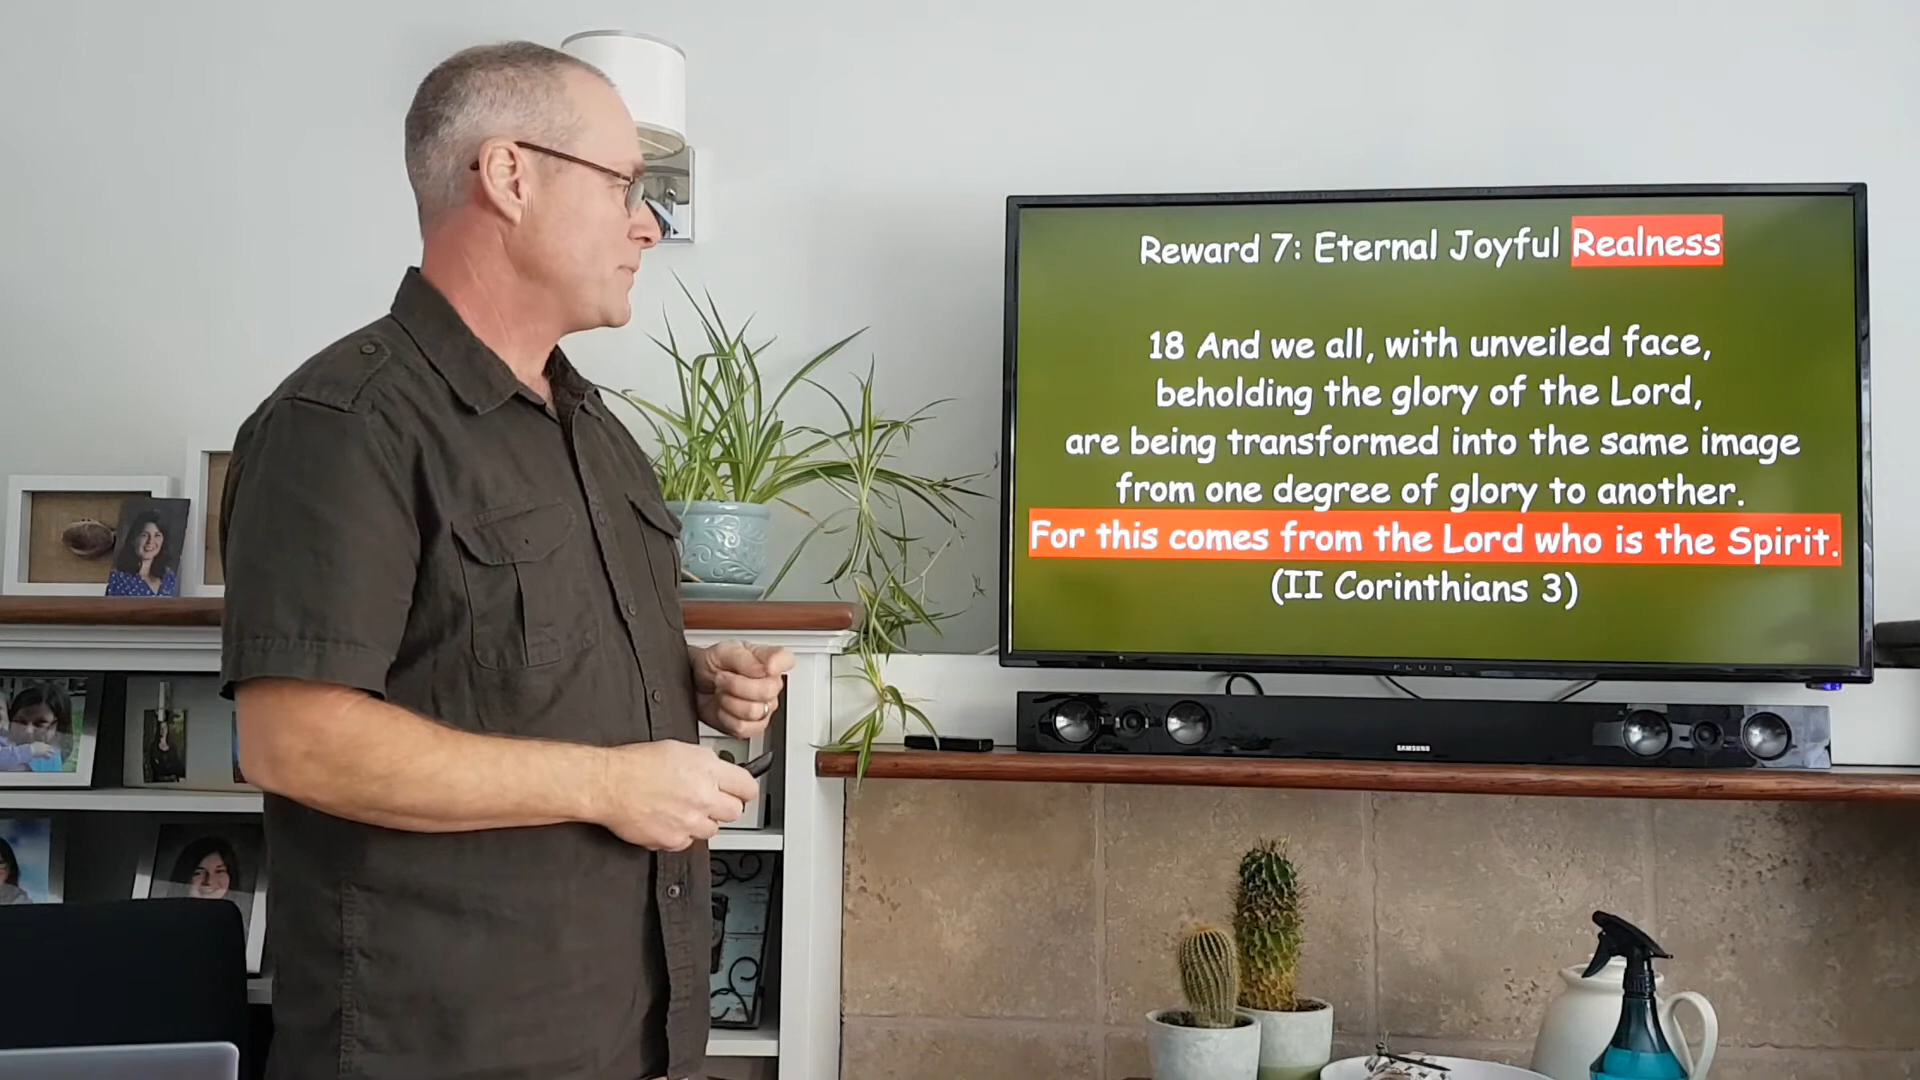 Reward 7: Eternal Joyful Realness
18 And we all, with unveiled face,
beholding the glory of the Lord,
are being transformed into the same image
from one degree of glory to another.
For this comes from the Lord who is the Spirit.
(II Corinthians 3)
FLUID
SAMSUNG